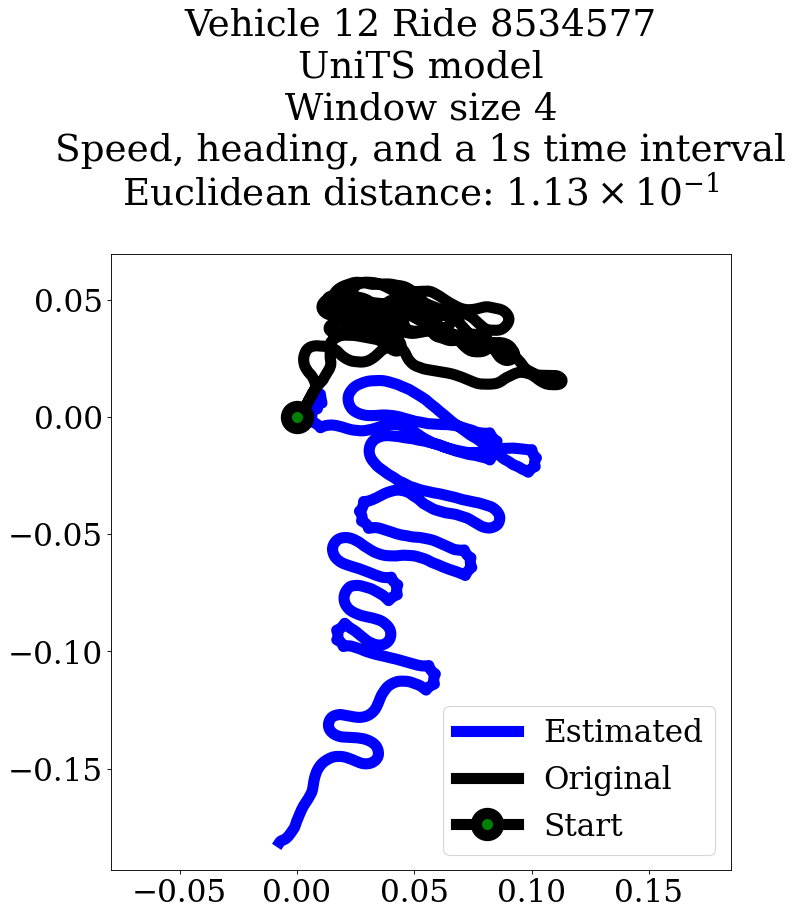 Vehicle 12 Ride 8534577
UniTS model
Window size 4
Speed, heading, and a 1s time interval
Euclidean distance: 1.13 × 10⁻¹
0.05
0.00
−0.05
−0.10
−0.15
Estimated
Original
Start
−0.05 0.00 0.05 0.10 0.15